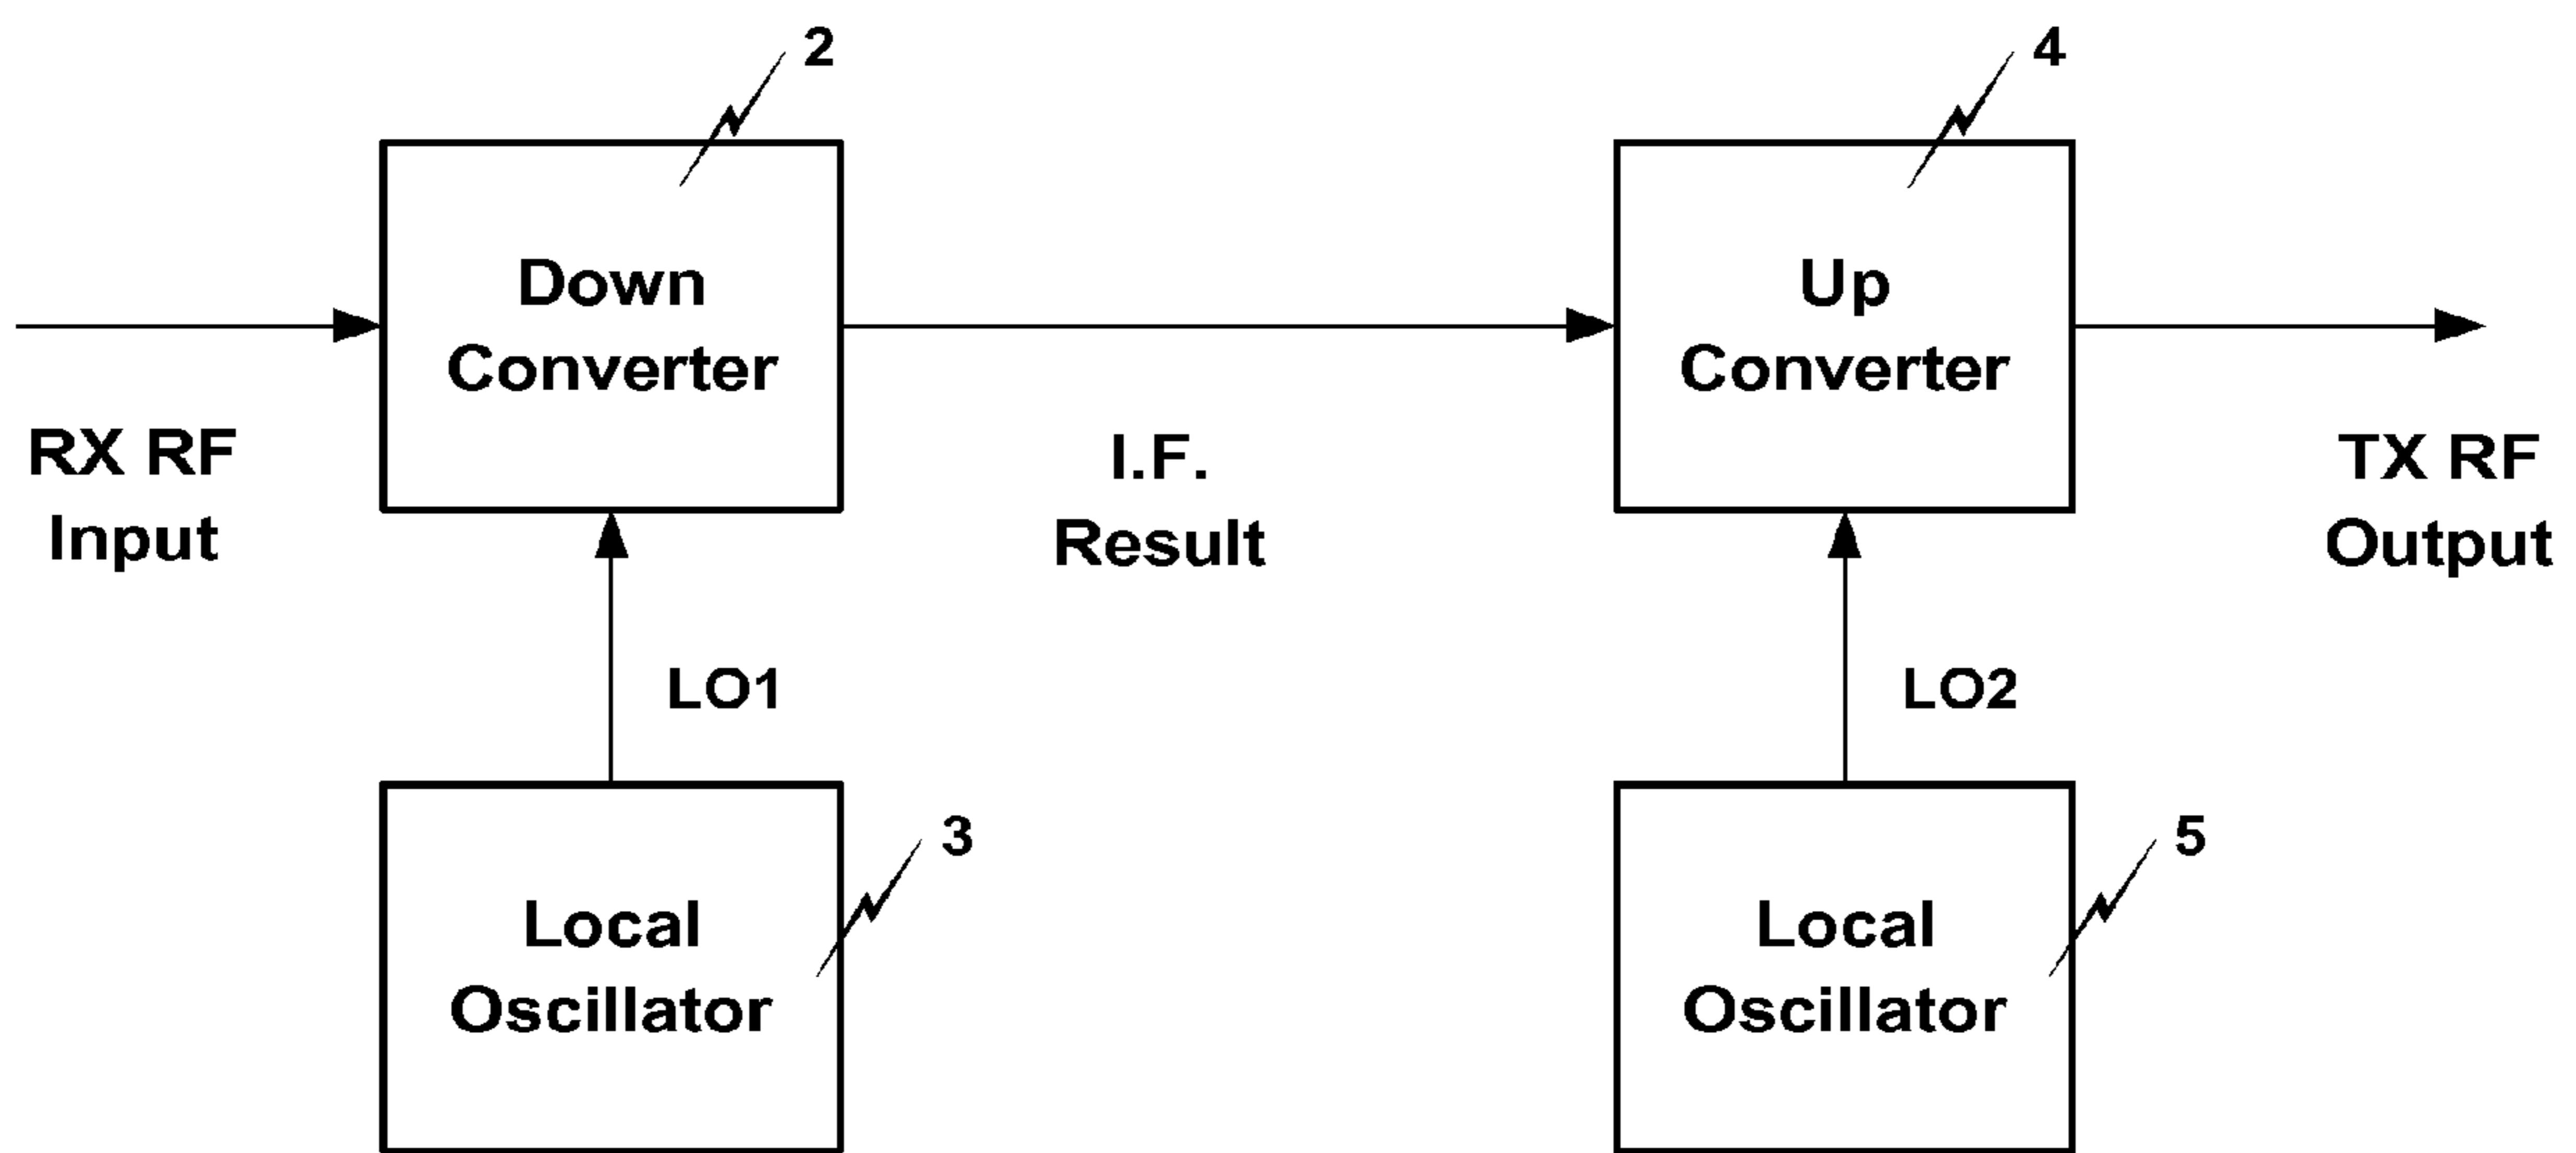 2
4
Down
Converter
Up
Converter
RX RF
Input
I.F.
Result
TX RF
Output
LO1
LO2
3
5
Local
Oscillator
Local
Oscillator